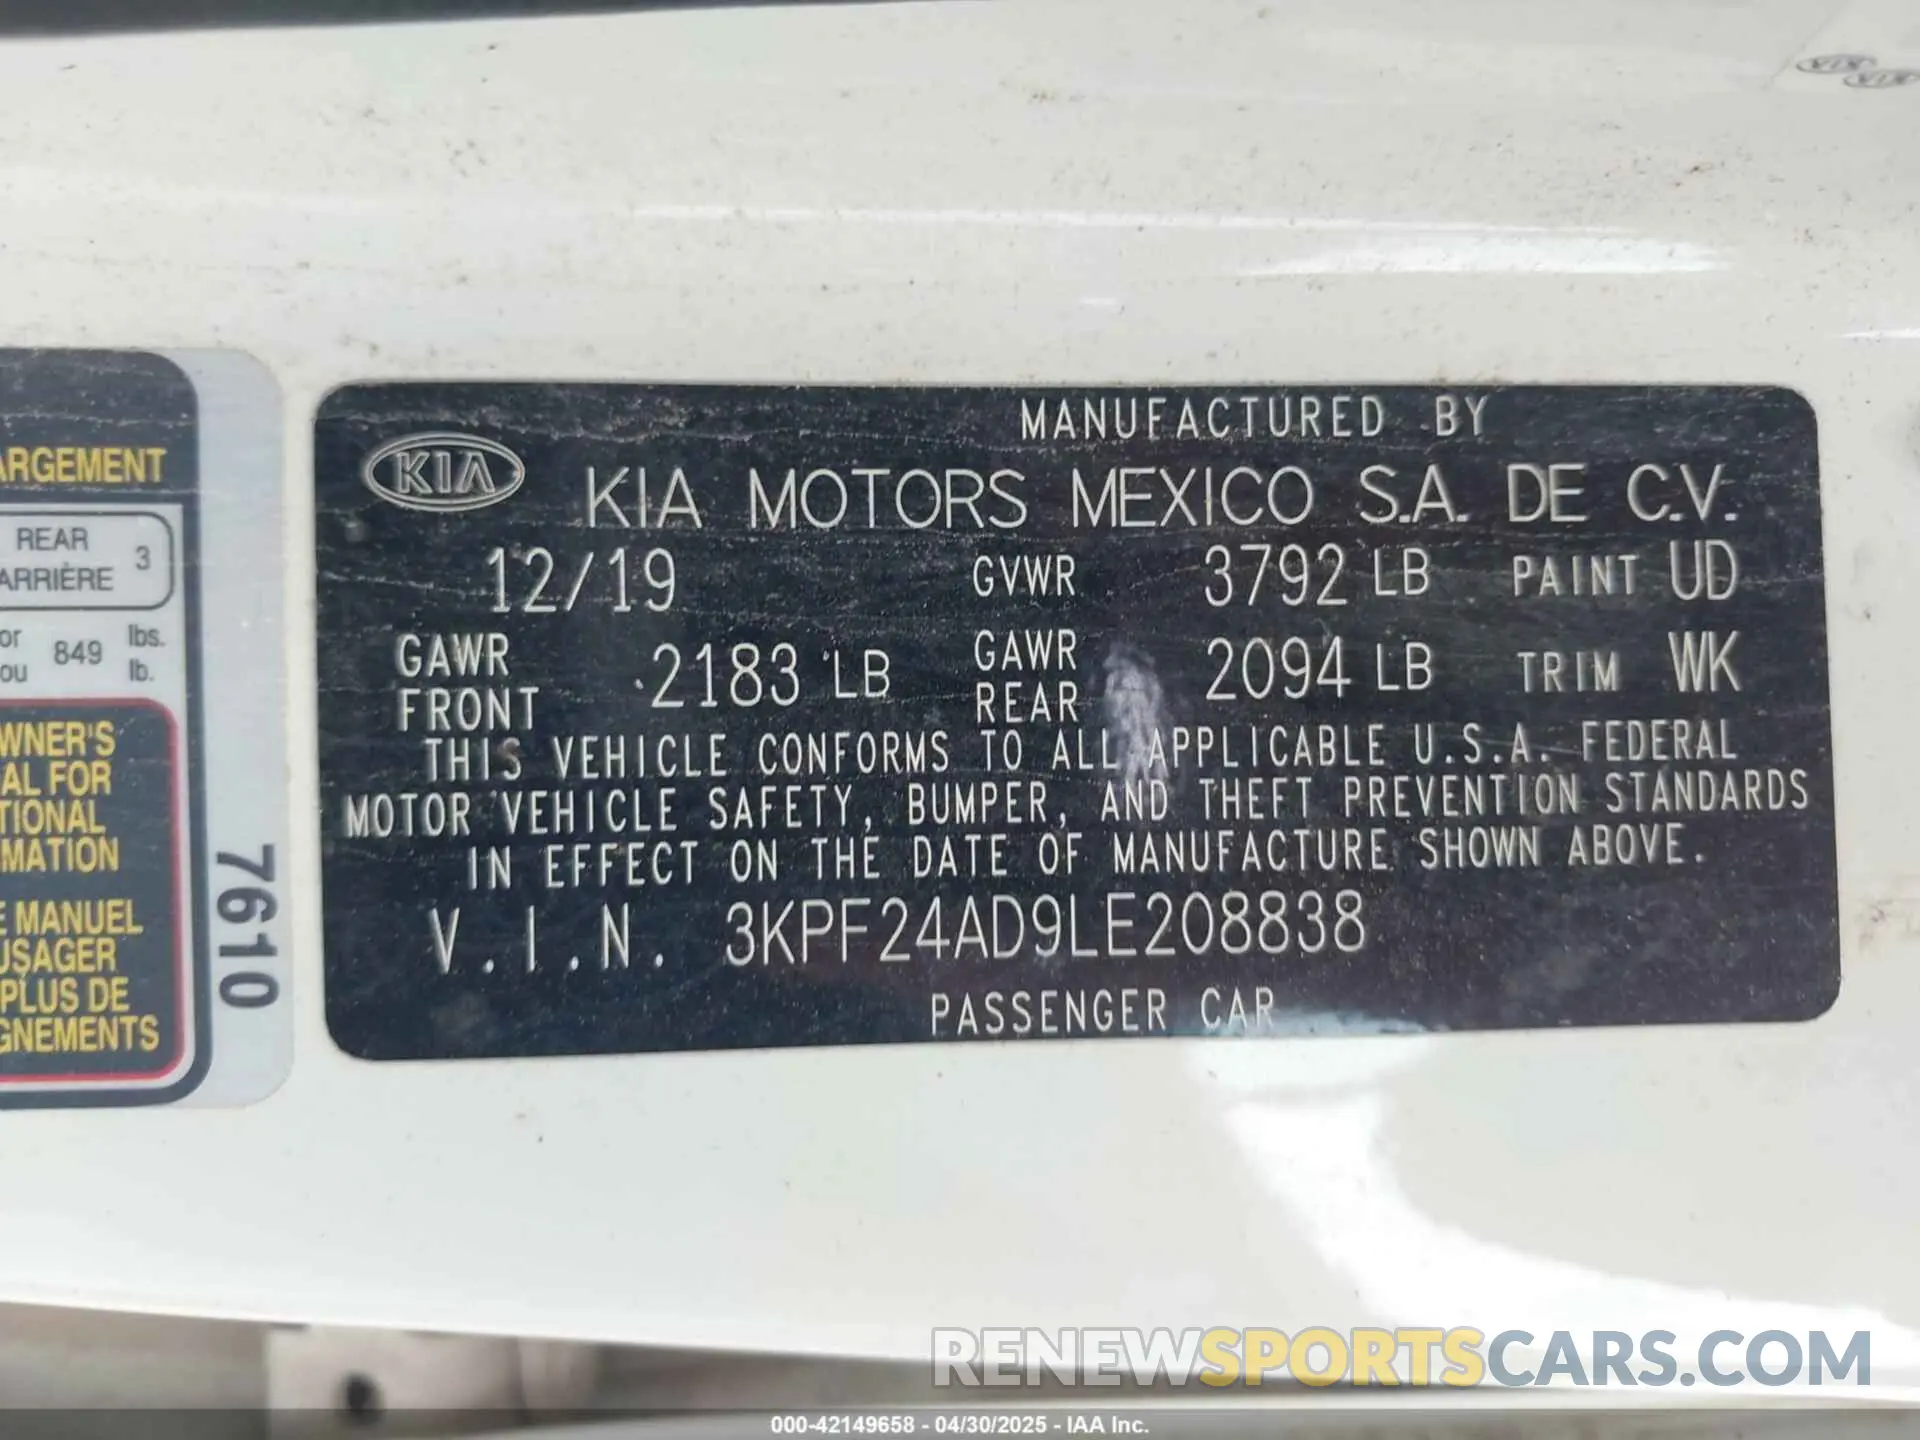 KIA KIA
MANUFACTURED BY
KIA
KIA MOTORS MEXICO S.A. DE C.V.
12/19 GVWR 3792 LB PAINT UD
GAWR FRONT 2183 LB GAWR REAR 2094 LB TRIM WK
THIS VEHICLE CONFORMS TO ALL APPLICABLE U.S.A. FEDERAL
MOTOR VEHICLE SAFETY, BUMPER, AND THEFT PREVENTION STANDARDS
IN EFFECT ON THE DATE OF MANUFACTURE SHOWN ABOVE.
V.I.N. 3KPF24AD9LE208838
PASSENGER CAR
ARGEMENT
REAR
ARRIÈRE 3
or
ou 849 lbs.
lb.
WNER'S
AL FOR
TIONAL
MATION
E MANUEL
USAGER
PLUS DE
GNEMENTS
7610
RENEWSPORTSCARS.COM
000-42149658 - 04/30/2025 - IAA Inc.